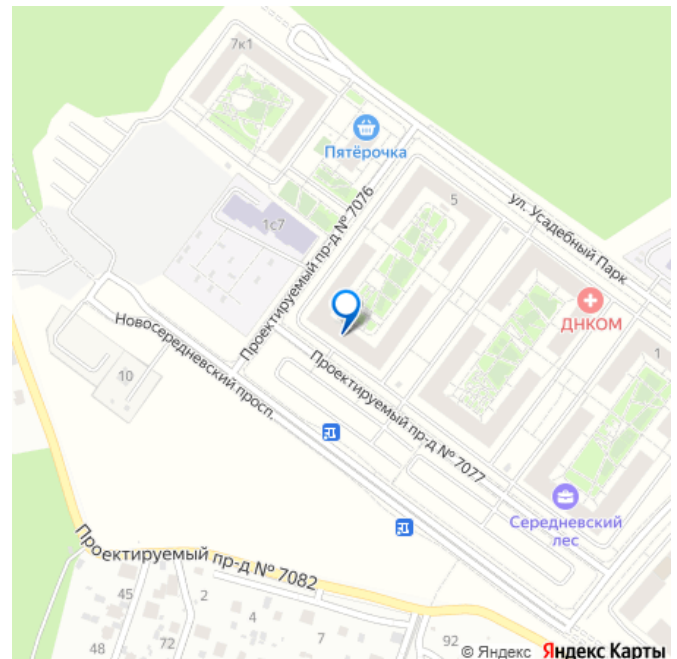 7к1
Пятёрочка
5
ул. Усадебный Парк
1с7
Проектируемый пр-д № 7076
ДНКОМ
1
Новосередневский просп.
10
Проектируемый пр-д № 7077
Середневский
лес
Проектируемый пр-д № 7082
45
2
4
7
48
72
92
© Яндекс Яндекс Карты